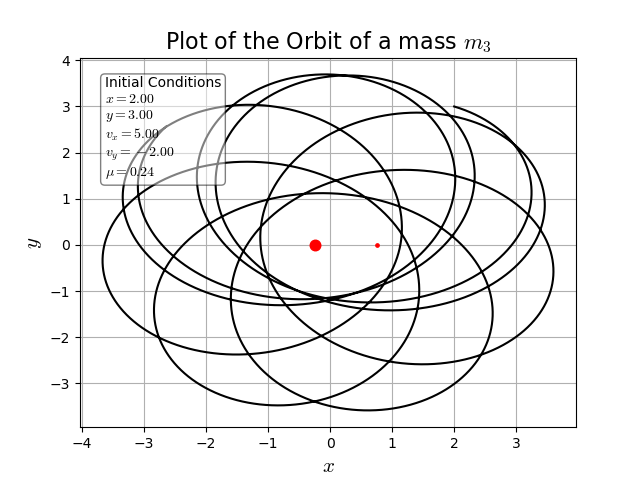 Plot of the Orbit of a mass m₃
Initial Conditions
x = 2.00
y = 3.00
vₓ = 5.00
v_y = −2.00
μ = 0.24
4
3
2
1
0
−1
−2
−3
y
−4 −3 −2 −1 0 1 2 3
x